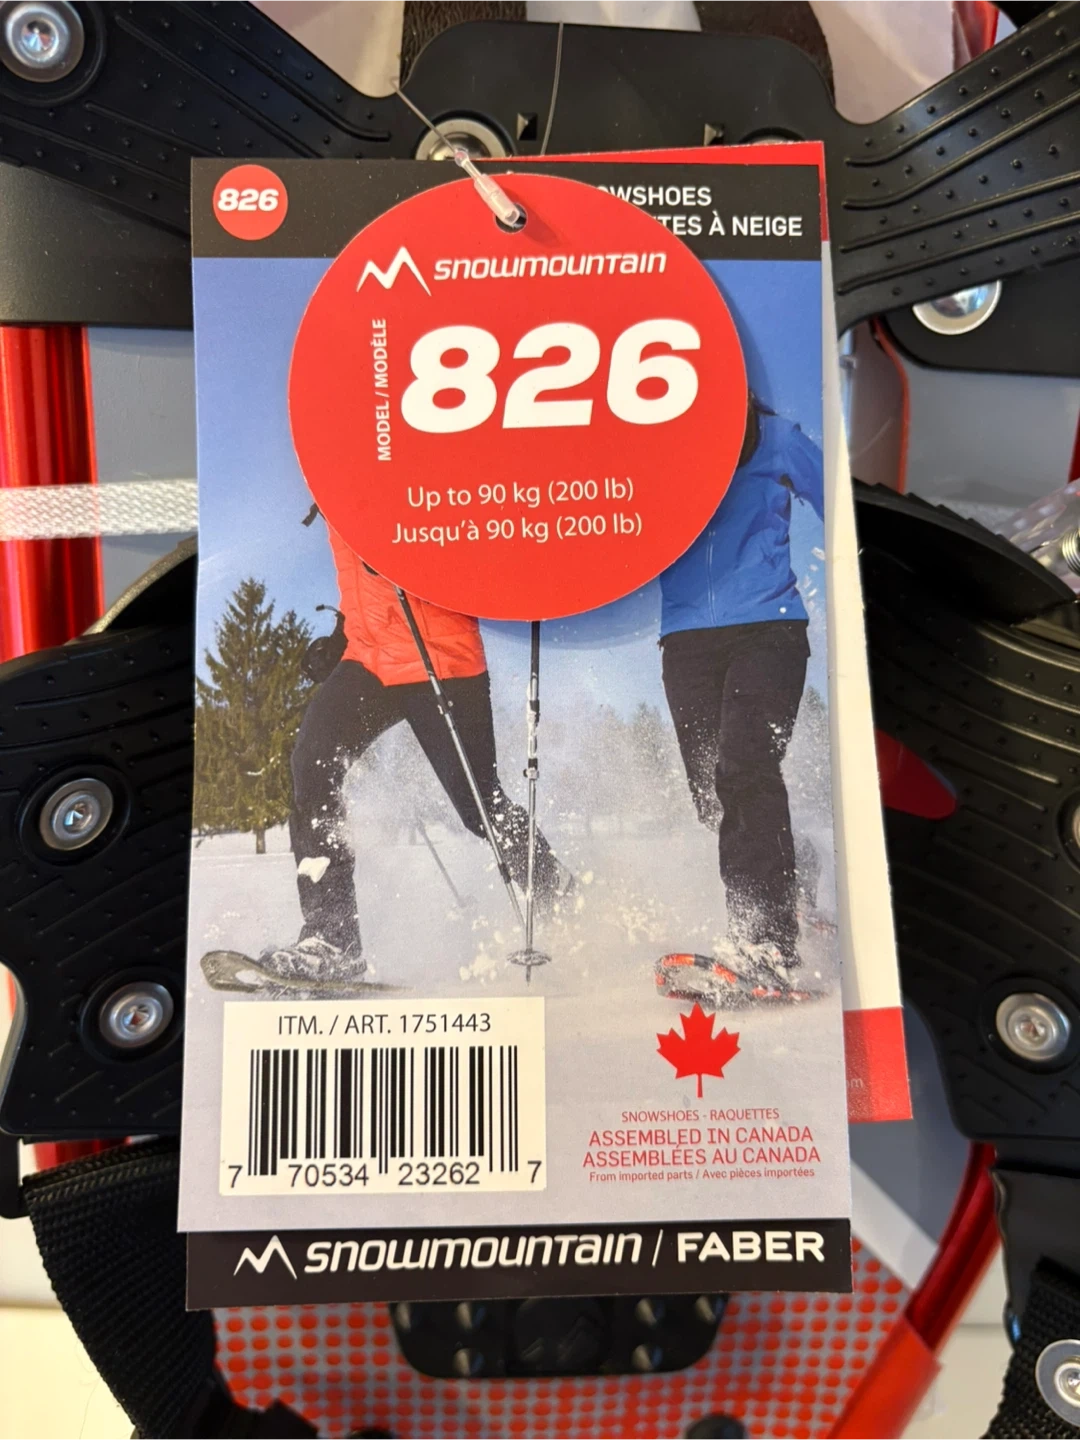 826
MODEL / MODÈLE
snowmountain
826
Up to 90 kg (200 lb)
Jusqu'à 90 kg (200 lb)
À NEIGE
ITM. / ART. 1751443
7 70534 23262 7
SNOWSHOES - RAQUETTES
ASSEMBLED IN CANADA
ASSEMBLÉES AU CANADA
From imported parts / Avec pièces importées
snowmountain / FABER